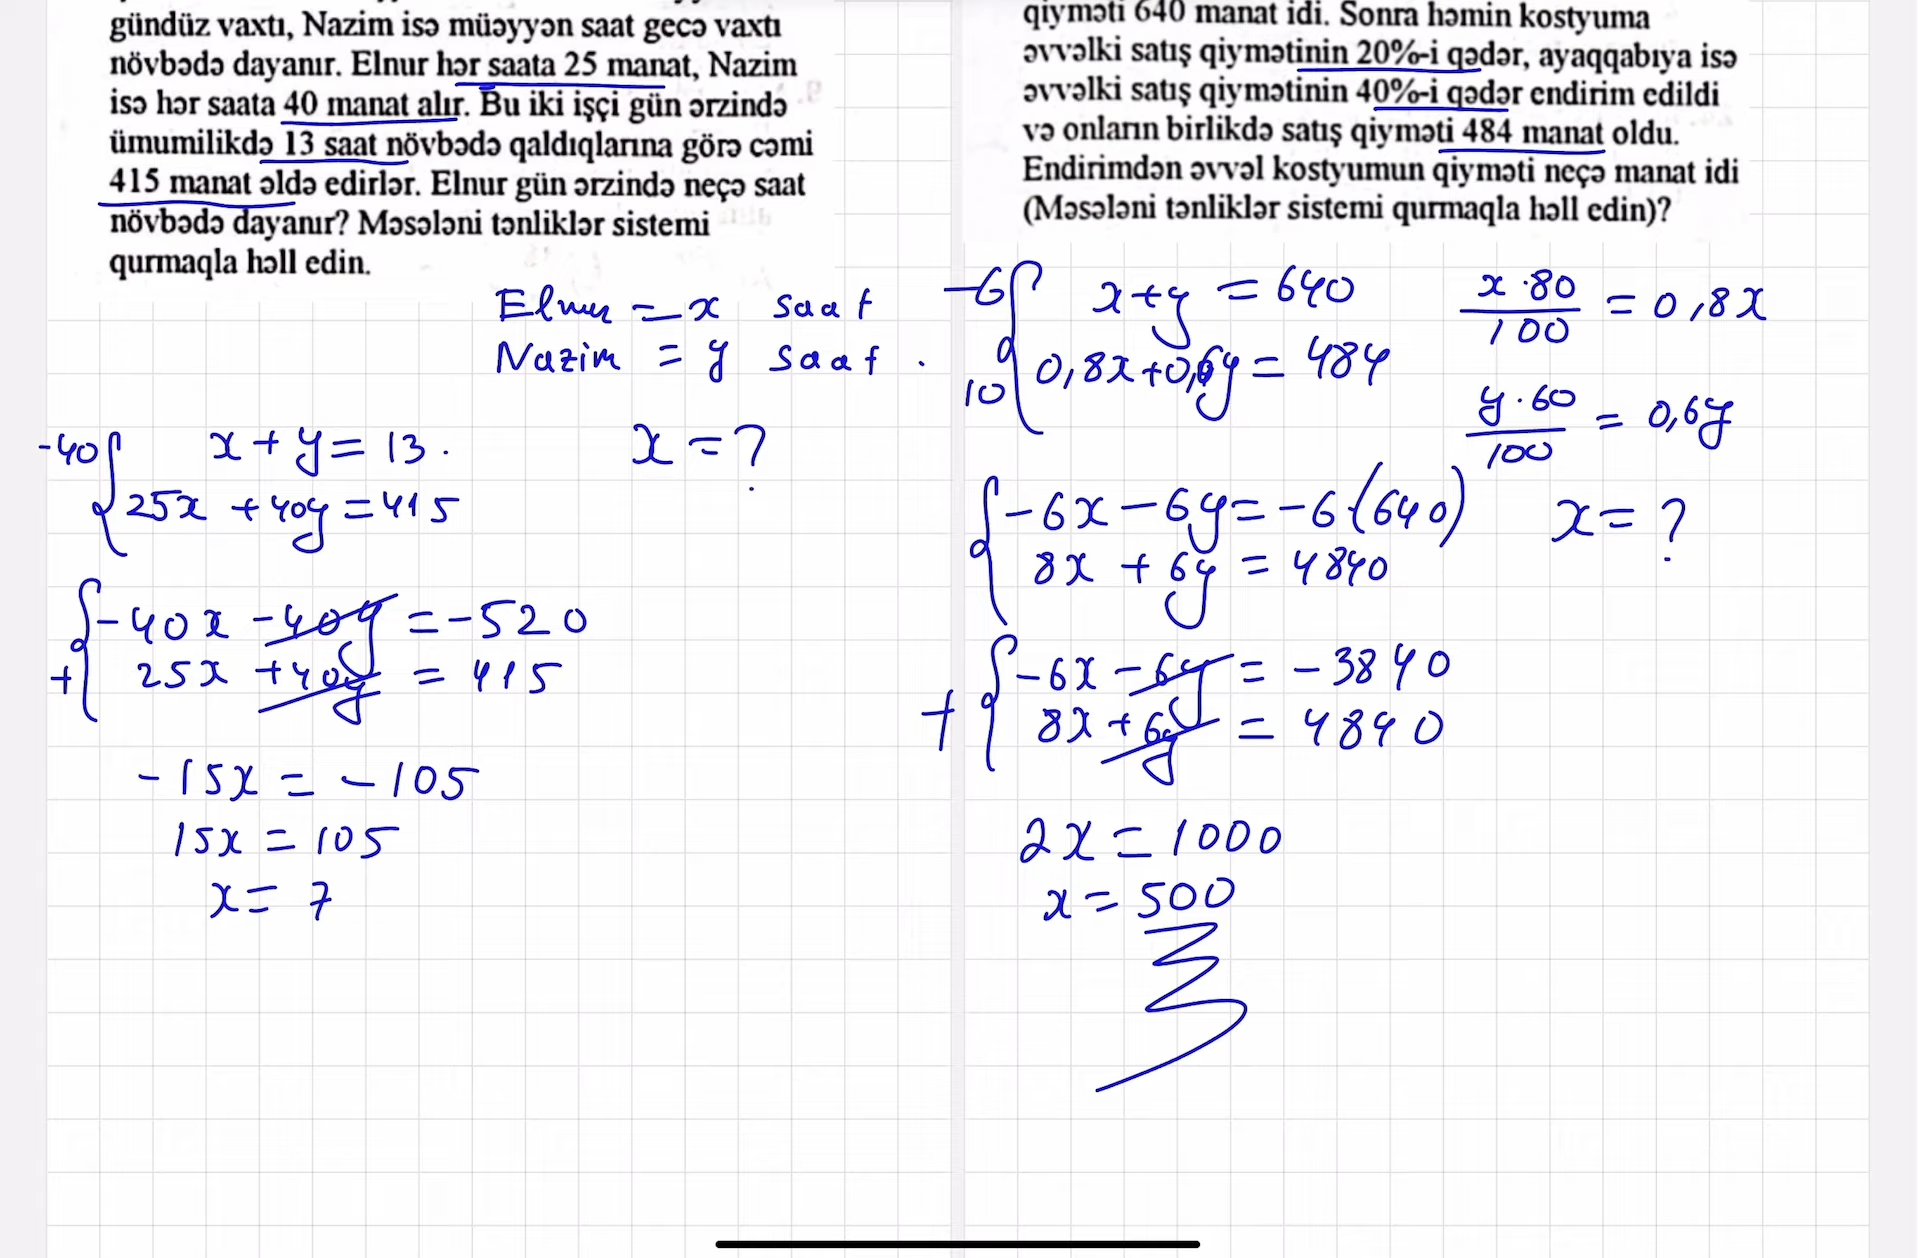 gündüz vaxtı, Nazim isə müəyyən saat gecə vaxtı
növbədə dayanır. Elnur hər saata 25 manat, Nazim
isə hər saata 40 manat alır. Bu iki işçi gün ərzində
ümumilikdə 13 saat növbədə qaldıqlarına görə cəmi
415 manat əldə edirlər. Elnur gün ərzində neçə saat
növbədə dayanır? Məsələni tənliklər sistemi
qurmaqla həll edin.
Elnur = x saat
Nazim = y saat.
-40 x + y = 13.
25x + 40y = 415
x = ?
-40x - 40y = -520
+ 25x + 40y = 415
-15x = -105
15x = 105
x = 7
qiyməti 640 manat idi. Sonra həmin kostyuma
əvvəlki satış qiymətinin 20%-i qədər, ayaqqabıya isə
əvvəlki satış qiymətinin 40%-i qədər endirim edildi
və onların birlikdə satış qiyməti 484 manat oldu.
Endirimdən əvvəl kostyumun qiyməti neçə manat idi
(Məsələni tənliklər sistemi qurmaqla həll edin)?
-6 x + y = 640
10 0,8x + 0,6y = 484
x · 80 / 100 = 0,8x
y · 60 / 100 = 0,6y
-6x - 6y = -6(640)
8x + 6y = 4840
x = ?
-6x - 6y = -3840
+ 8x + 6y = 4840
2x = 1000
x = 500